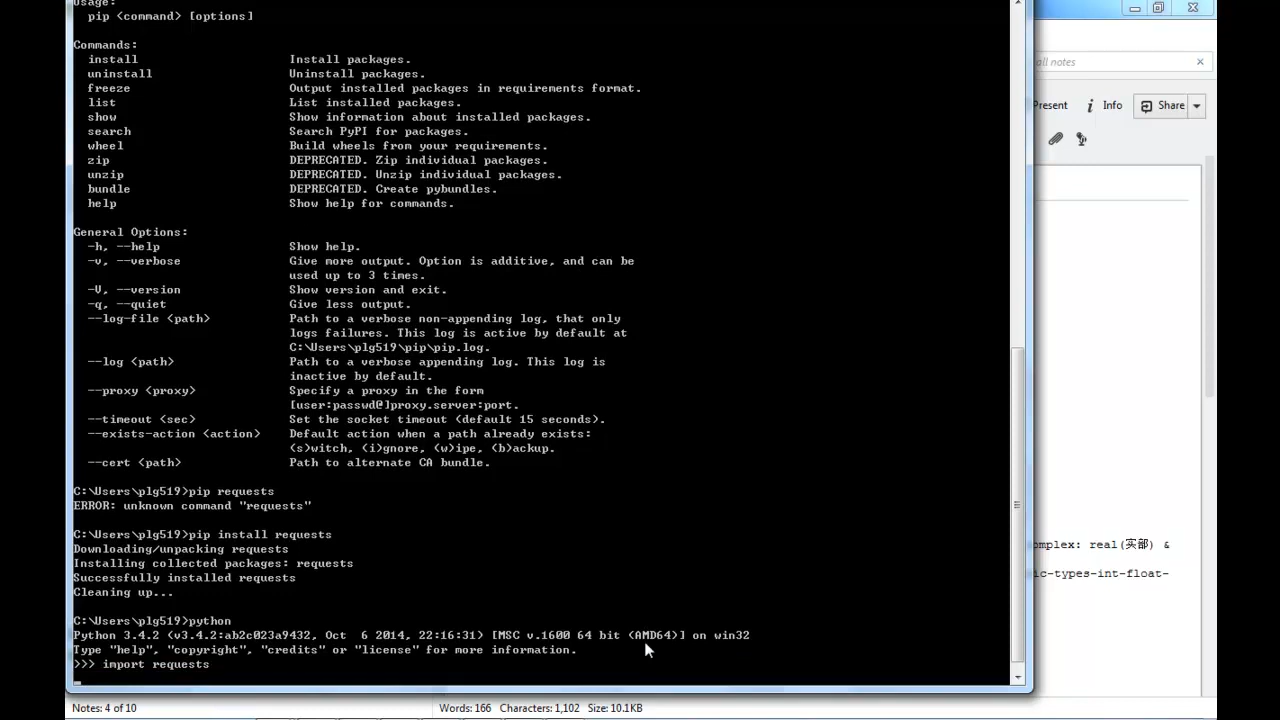 Usage:
pip <command> [options]
Commands:
install Install packages.
uninstall Uninstall packages.
freeze Output installed packages in requirements format.
list List installed packages.
show Show information about installed packages.
search Search PyPI for packages.
wheel Build wheels from your requirements.
zip DEPRECATED. Zip individual packages.
unzip DEPRECATED. Unzip individual packages.
bundle DEPRECATED. Create pybundles.
help Show help for commands.
General Options:
-h, --help Show help.
-v, --verbose Give more output. Option is additive, and can be
used up to 3 times.
-V, --version Show version and exit.
-q, --quiet Give less output.
--log-file <path> Path to a verbose non-appending log, that only
logs failures. This log is active by default at
C:\Users\plg519\pip\pip.log.
--log <path> Path to a verbose appending log. This log is
inactive by default.
--proxy <proxy> Specify a proxy in the form
[user:passwd@]proxy.server:port.
--timeout <sec> Set the socket timeout (default 15 seconds).
--exists-action <action> Default action when a path already exists:
(s)witch, (i)gnore, (w)ipe, (b)ackup.
--cert <path> Path to alternate CA bundle.
C:\Users\plg519>pip requests
ERROR: unknown command "requests"
C:\Users\plg519>pip install requests
Downloading/unpacking requests
Installing collected packages: requests
Successfully installed requests
Cleaning up...
C:\Users\plg519>python
Python 3.4.2 (v3.4.2:ab2c023a9432, Oct  6 2014, 22:16:31) [MSC v.1600 64 bit (AMD64)] on win32
Type "help", "copyright", "credits" or "license" for more information.
>>> import requests
all notes
Present Info Share
omplex: real(实部) &
ic-types-int-float-
Notes: 4 of 10 Words: 166 Characters: 1,102 Size: 10.1KB